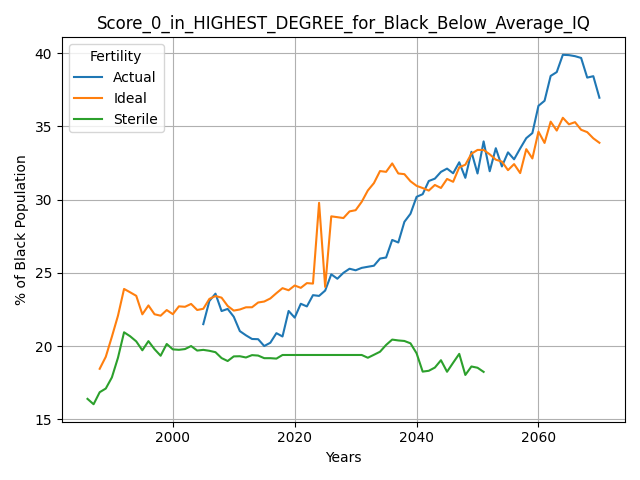 Score_0_in_HIGHEST_DEGREE_for_Black_Below_Average_IQ
Fertility
Actual
Ideal
Sterile
% of Black Population
40
35
30
25
20
15
2000
2020
2040
2060
Years